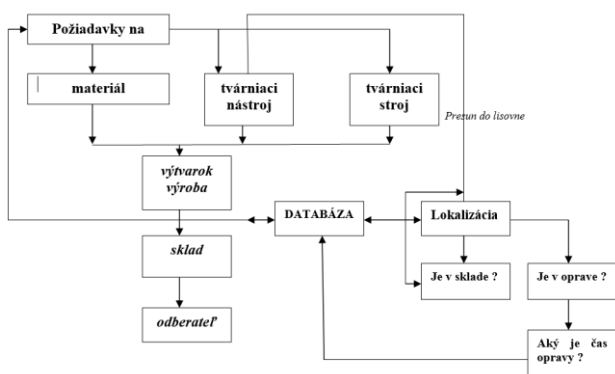 Požiadavky na
materiál
tvárniaci
nástroj
tvárniaci
stroj
Presun do lisovne
výtvarok
výroba
DATABÁZA
Lokalizácia
sklad
Je v sklade ?
Je v oprave ?
odberateľ
Aký je čas
opravy ?